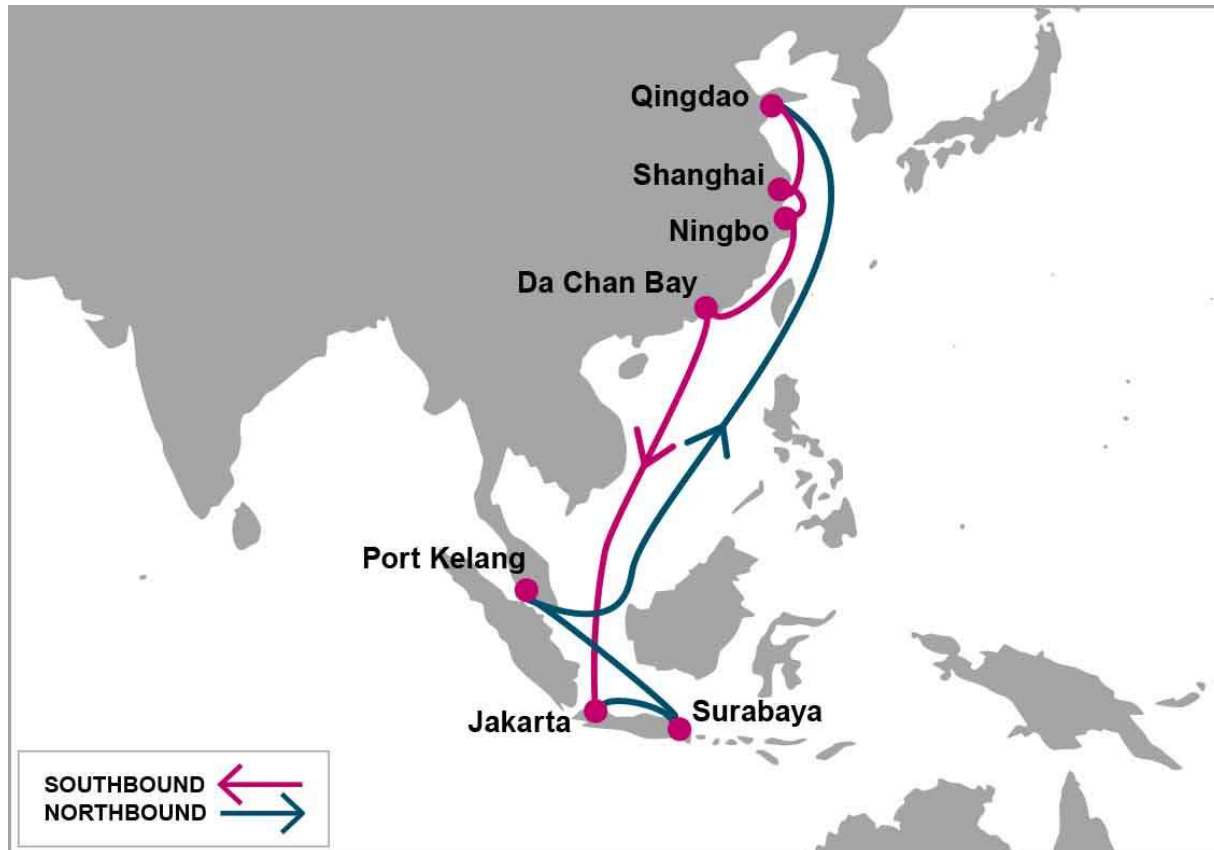 Qingdao
Shanghai
Ningbo
Da Chan Bay
Port Kelang
Jakarta
Surabaya
SOUTHBOUND
NORTHBOUND